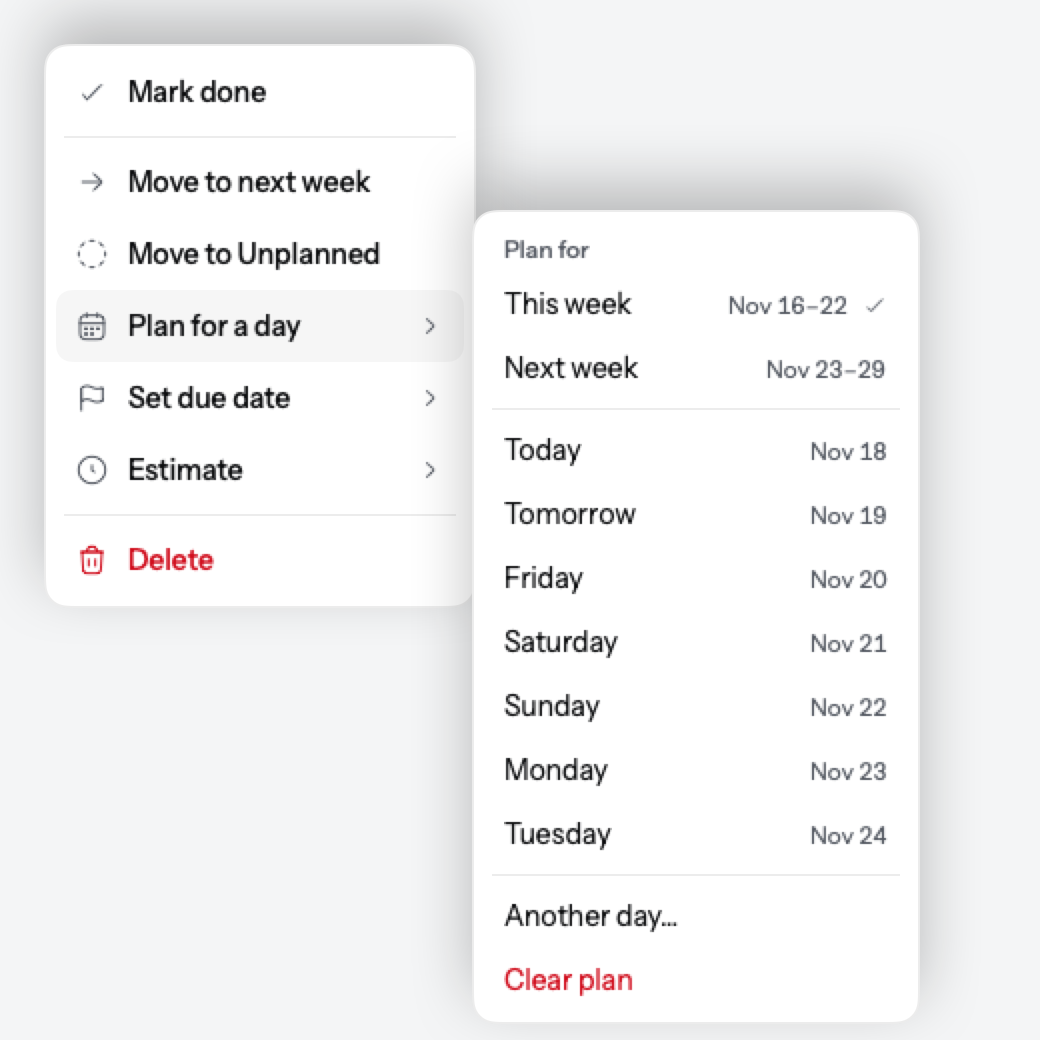 Mark done
Move to next week
Move to Unplanned
Plan for a day
Set due date
Estimate
Delete
Plan for
This week Nov 16–22
Next week Nov 23–29
Today Nov 18
Tomorrow Nov 19
Friday Nov 20
Saturday Nov 21
Sunday Nov 22
Monday Nov 23
Tuesday Nov 24
Another day...
Clear plan